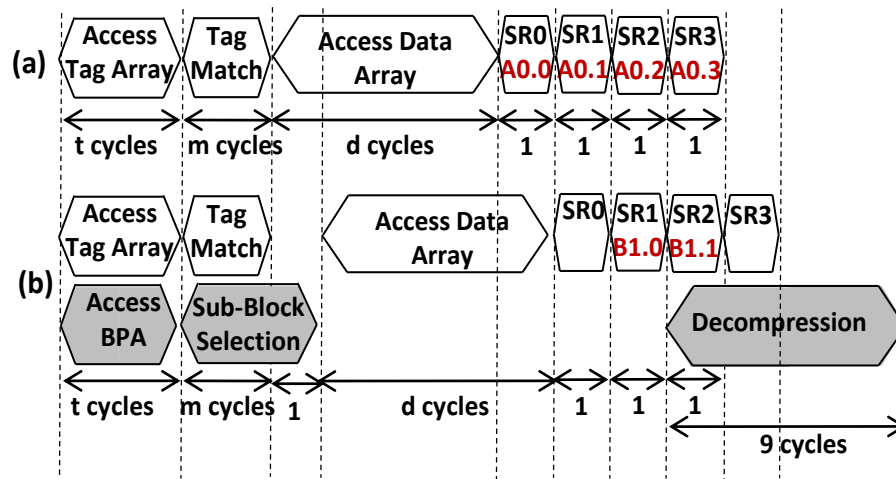 Access Tag Tag Array Match Access Data Array SR0 SR1 SR2 SR3
(a)
A0.0 A0.1 A0.2 A0.3
t cycles m cycles d cycles 1 1 1 1
Access Tag Array
Tag Match
Access Data Array
SR0 SR1 SR2 SR3
B1.0 B1.1
(b)
Access BPA
Sub-Block Selection
Decompression
t cycles m cycles 1 d cycles 1 1 1
9 cycles